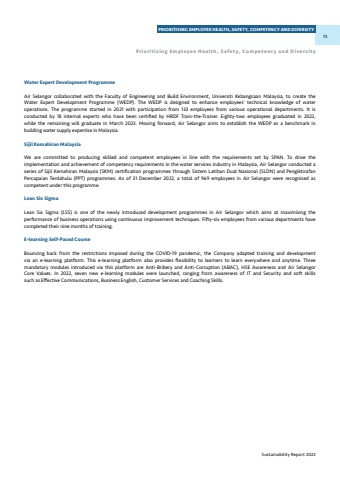 PRIORITISING EMPLOYEE HEALTH, SAFETY, COMPETENCY AND DIVERSITY
75
Prioritising Employee Health, Safety, Competency and Diversity
Water Expert Development Programme
Air Selangor collaborated with the Faculty of Engineering and Build Environment, Universiti Kebangsaan Malaysia, to create the
Water Expert Development Programme (WEDP). The WEDP is designed to enhance employees' technical knowledge of water
operations. The programme started in 2021 with participation from 133 employees from various operational departments. It is
conducted by 18 internal experts who have been certified by HRDF Train-the-Trainer. Eighty-two employees graduated in 2022,
while the remaining will graduate in March 2023. Moving forward, Air Selangor aims to establish the WEDP as a benchmark in
building water supply expertise in Malaysia.
Sijil Kemahiran Malaysia
We are committed to producing skilled and competent employees in line with the requirements set by SPAN. To drive the
implementation and achievement of competency requirements in the water services industry in Malaysia, Air Selangor conducted a
series of Sijil Kemahiran Malaysia (SKM) certification programmes through Sistem Latihan Dual Nasional (SLDN) and Pengiktirafan
Pencapaian Terdahulu (PPT) programmes. As of 31 December 2022, a total of 969 employees in Air Selangor were recognised as
competent under this programme.
Lean Six Sigma
Lean Six Sigma (LSS) is one of the newly introduced development programmes in Air Selangor which aims at maximising the
performance of business operations using continuous improvement techniques. Fifty-six employees from various departments have
completed their nine months of training.
E-learning Self-Paced Course
Bouncing back from the restrictions imposed during the COVID-19 pandemic, the Company adapted training and development
via an e-learning platform. This e-learning platform also provides flexibility to learners to learn everywhere and anytime. Three
mandatory modules introduced via this platform are Anti-Bribery and Anti-Corruption (ABAC), HSE Awareness and Air Selangor
Core Values. In 2022, seven new e-learning modules were launched, ranging from awareness of IT and Security and soft skills
such as Effective Communications, Business English, Customer Services and Coaching Skills.
Sustainability Report 2022